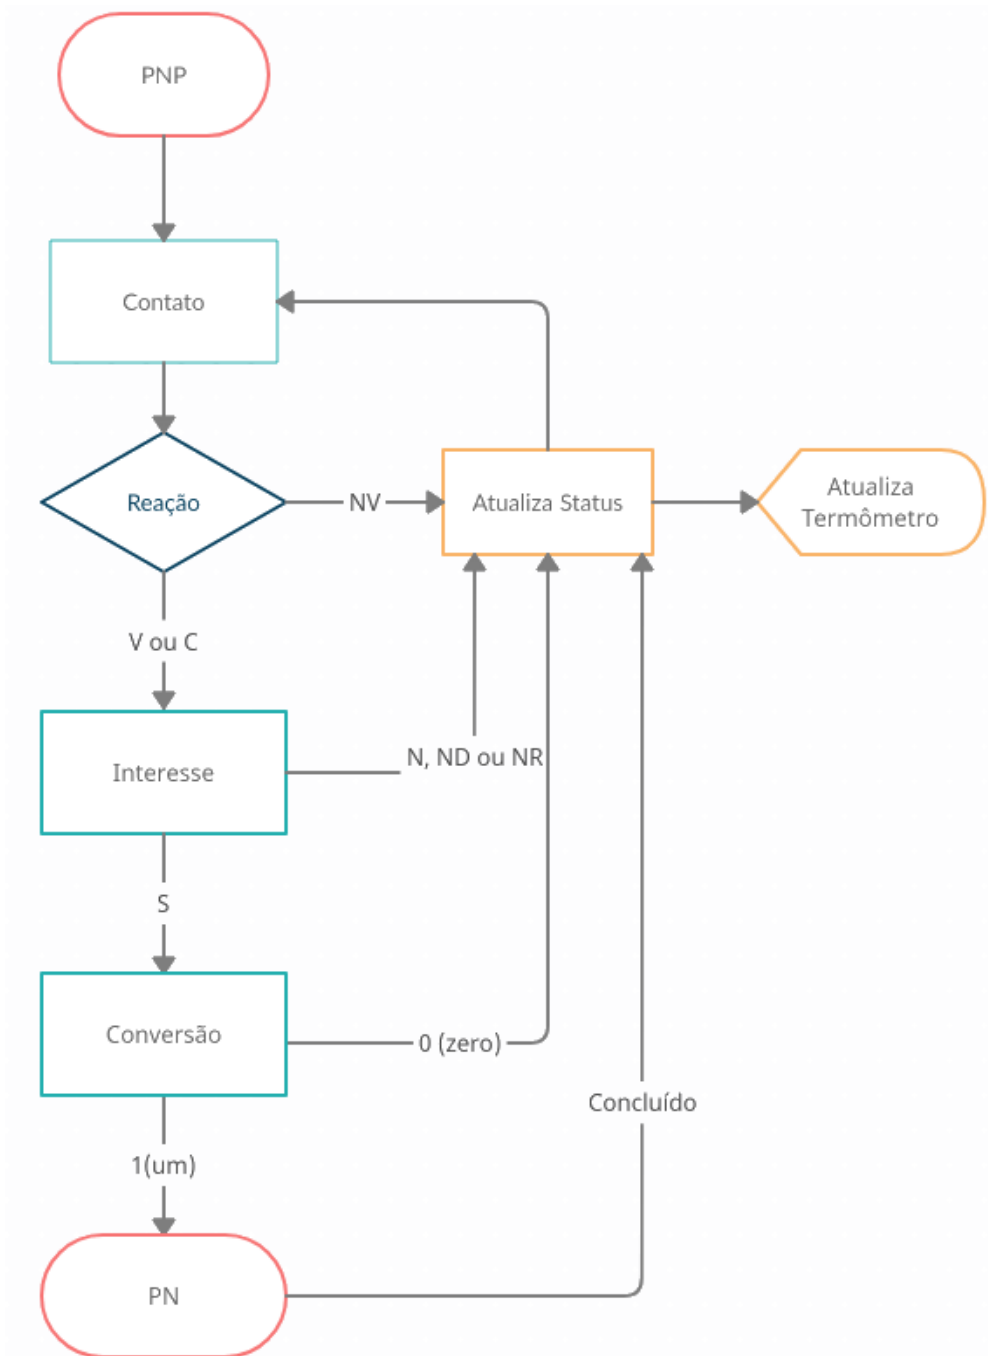 PNP
Contato
Reação
NV
Atualiza Status
Atualiza
Termômetro
V ou C
Interesse
N, ND ou NR
S
Conversão
0 (zero)
Concluído
1(um)
PN